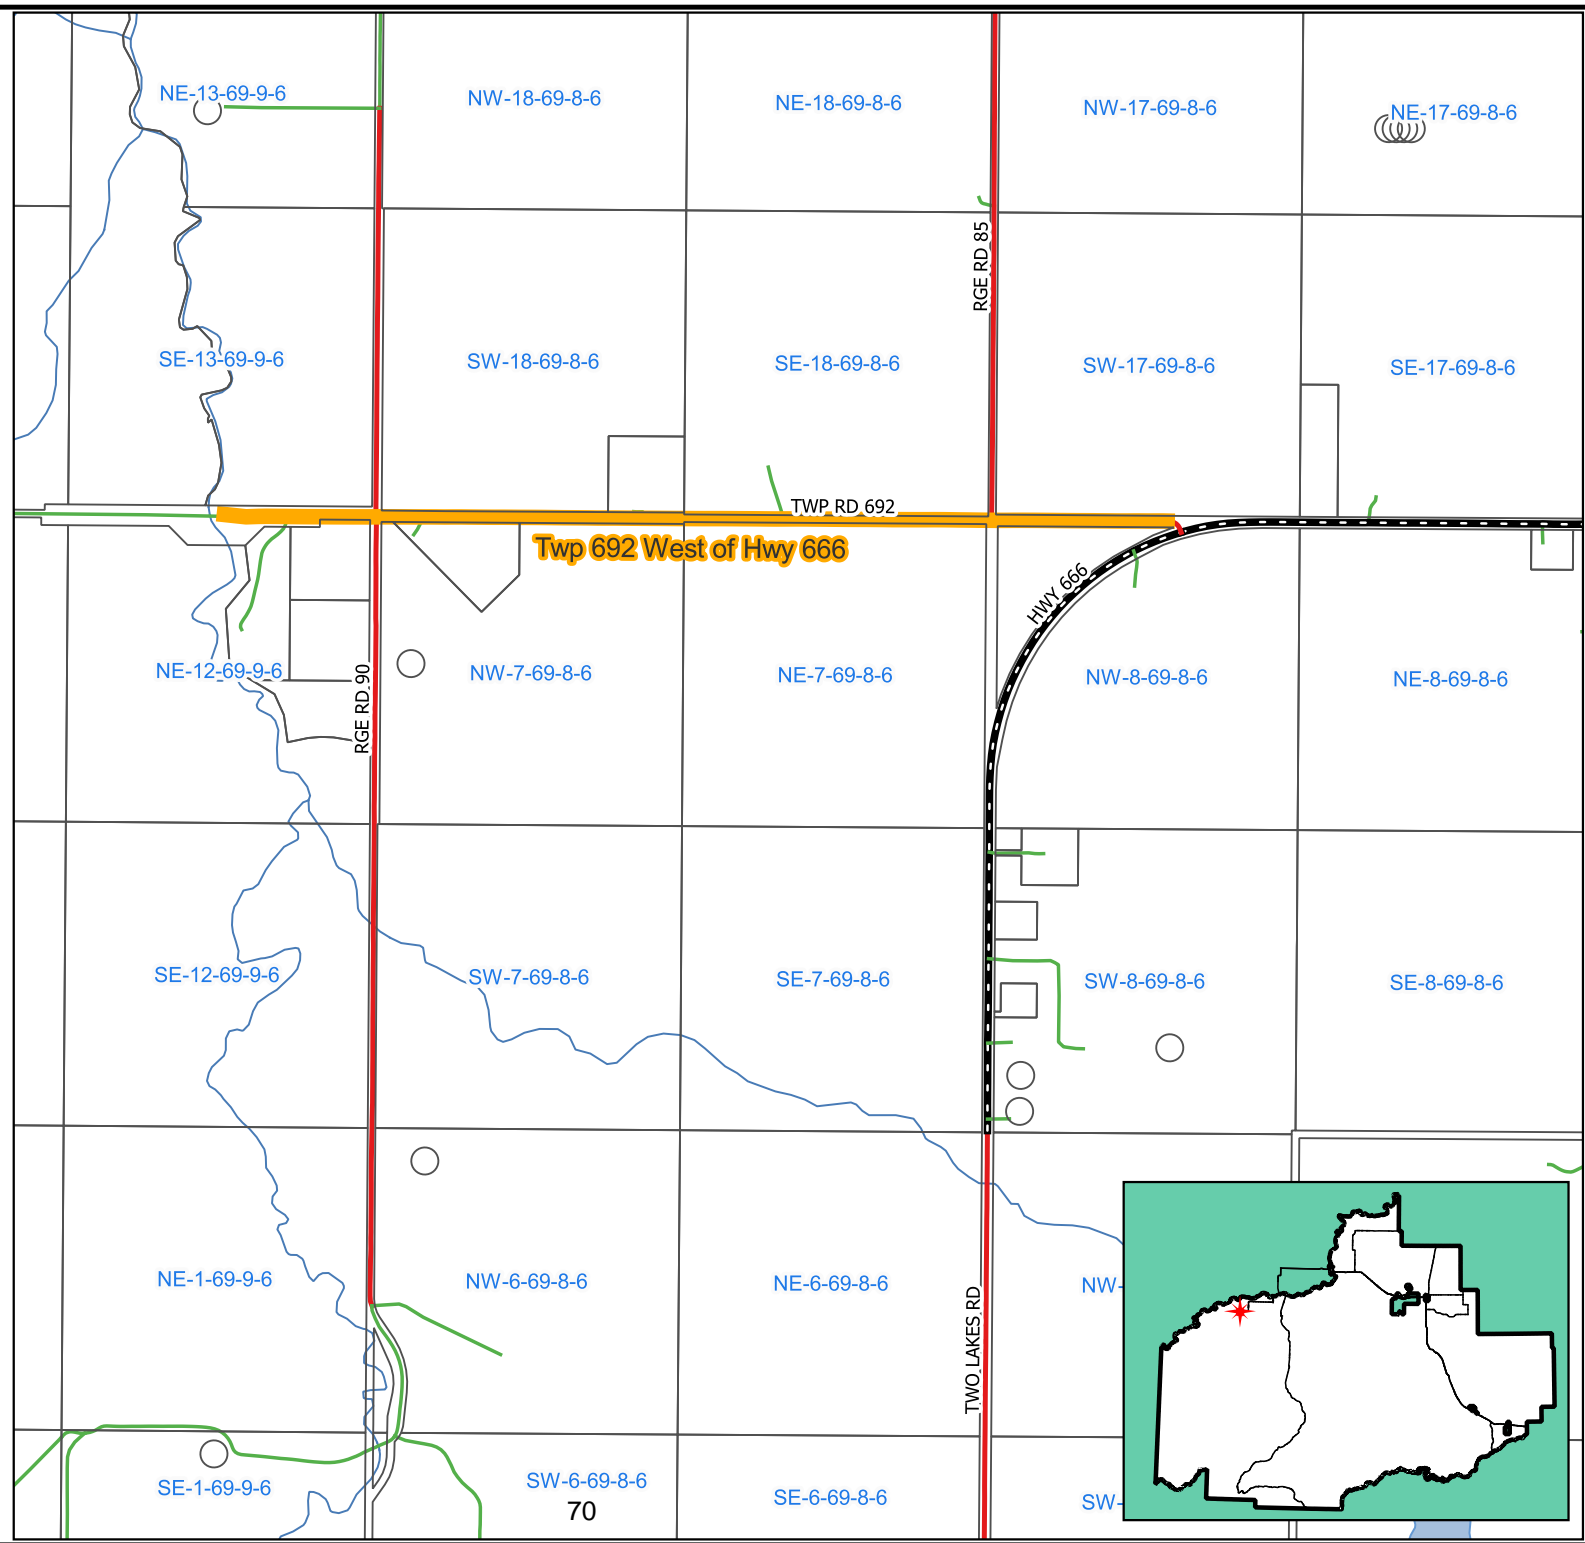 NE-13-69-9-6
NW-18-69-8-6
NE-18-69-8-6
NW-17-69-8-6
NE-17-69-8-6
RGE RD 85
SE-13-69-9-6
SW-18-69-8-6
SE-18-69-8-6
SW-17-69-8-6
SE-17-69-8-6
TWP RD 692
Twp 692 West of Hwy 666
HWY 666
NE-12-69-9-6
RGE RD 90
NW-7-69-8-6
NE-7-69-8-6
NW-8-69-8-6
NE-8-69-8-6
SE-12-69-9-6
SW-7-69-8-6
SE-7-69-8-6
SW-8-69-8-6
SE-8-69-8-6
NE-1-69-9-6
NW-6-69-8-6
NE-6-69-8-6
TWO LAKES RD
NW-
SE-1-69-9-6
SW-6-69-8-6
SE-6-69-8-6
SW-
70